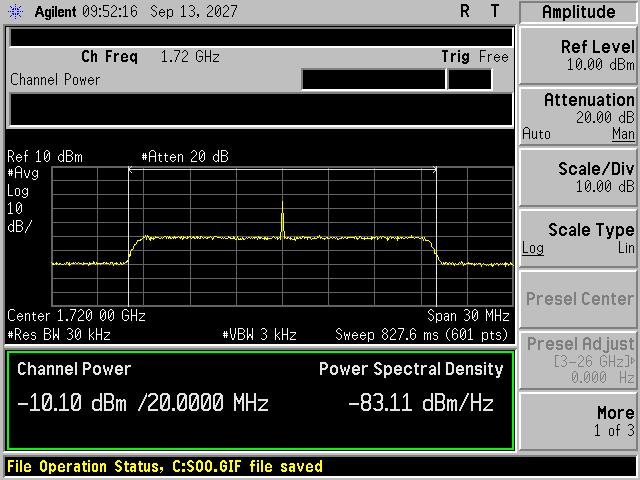 Agilent 09:52:16 Sep 13, 2027 R T
Ch Freq 1.72 GHz Trig Free
Channel Power
Ref 10 dBm #Atten 20 dB
#Avg
Log
10
dB/
Center 1.720 00 GHz Span 30 MHz
#Res BW 30 kHz #VBW 3 kHz Sweep 827.6 ms (601 pts)
Channel Power Power Spectral Density
-10.10 dBm /20.0000 MHz -83.11 dBm/Hz
File Operation Status, C:S00.GIF file saved
Amplitude
Ref Level
10.00 dBm
Attenuation
20.00 dB
Auto Man
Scale/Div
10.00 dB
Scale Type
Log Lin
Presel Center
Presel Adjust
[3-26 GHz]▹
0.000 Hz
More
1 of 3